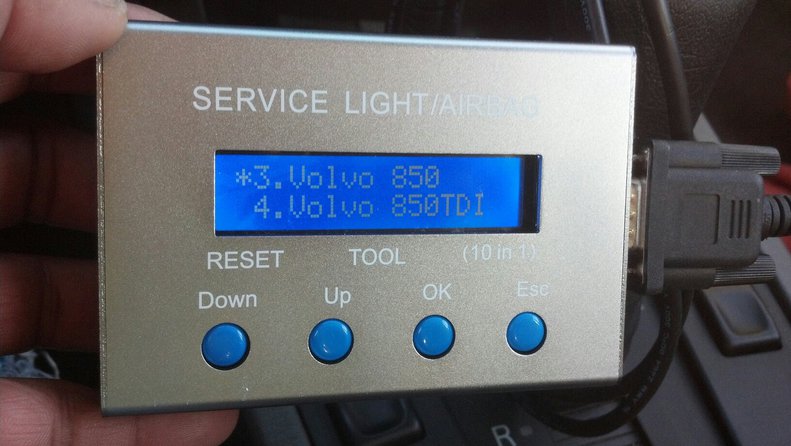 SERVICE LIGHT/AIRBAG
*3.Volvo 850
4.Volvo 850TDI
RESET TOOL (10 in 1)
Down Up OK Esc
R